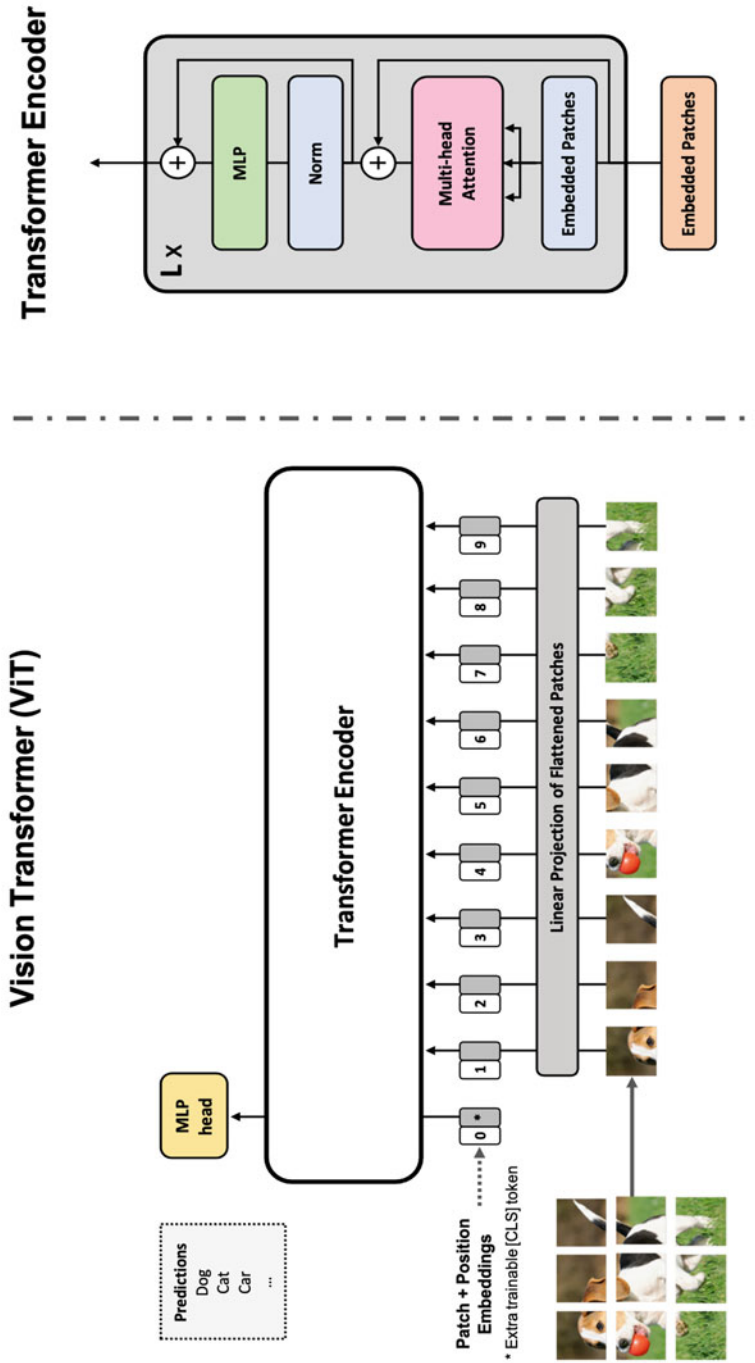 Vision Transformer (ViT)
Predictions
Dog
Cat
Car
...
MLP
head
Transformer Encoder
Patch + Position
Embeddings
* Extra trainable [CLS] token
0 *
1
2
3
4
5
6
7
8
9
Linear Projection of Flattened Patches
Transformer Encoder
L x
+
MLP
Norm
+
Multi-head
Attention
Embedded Patches
Embedded Patches